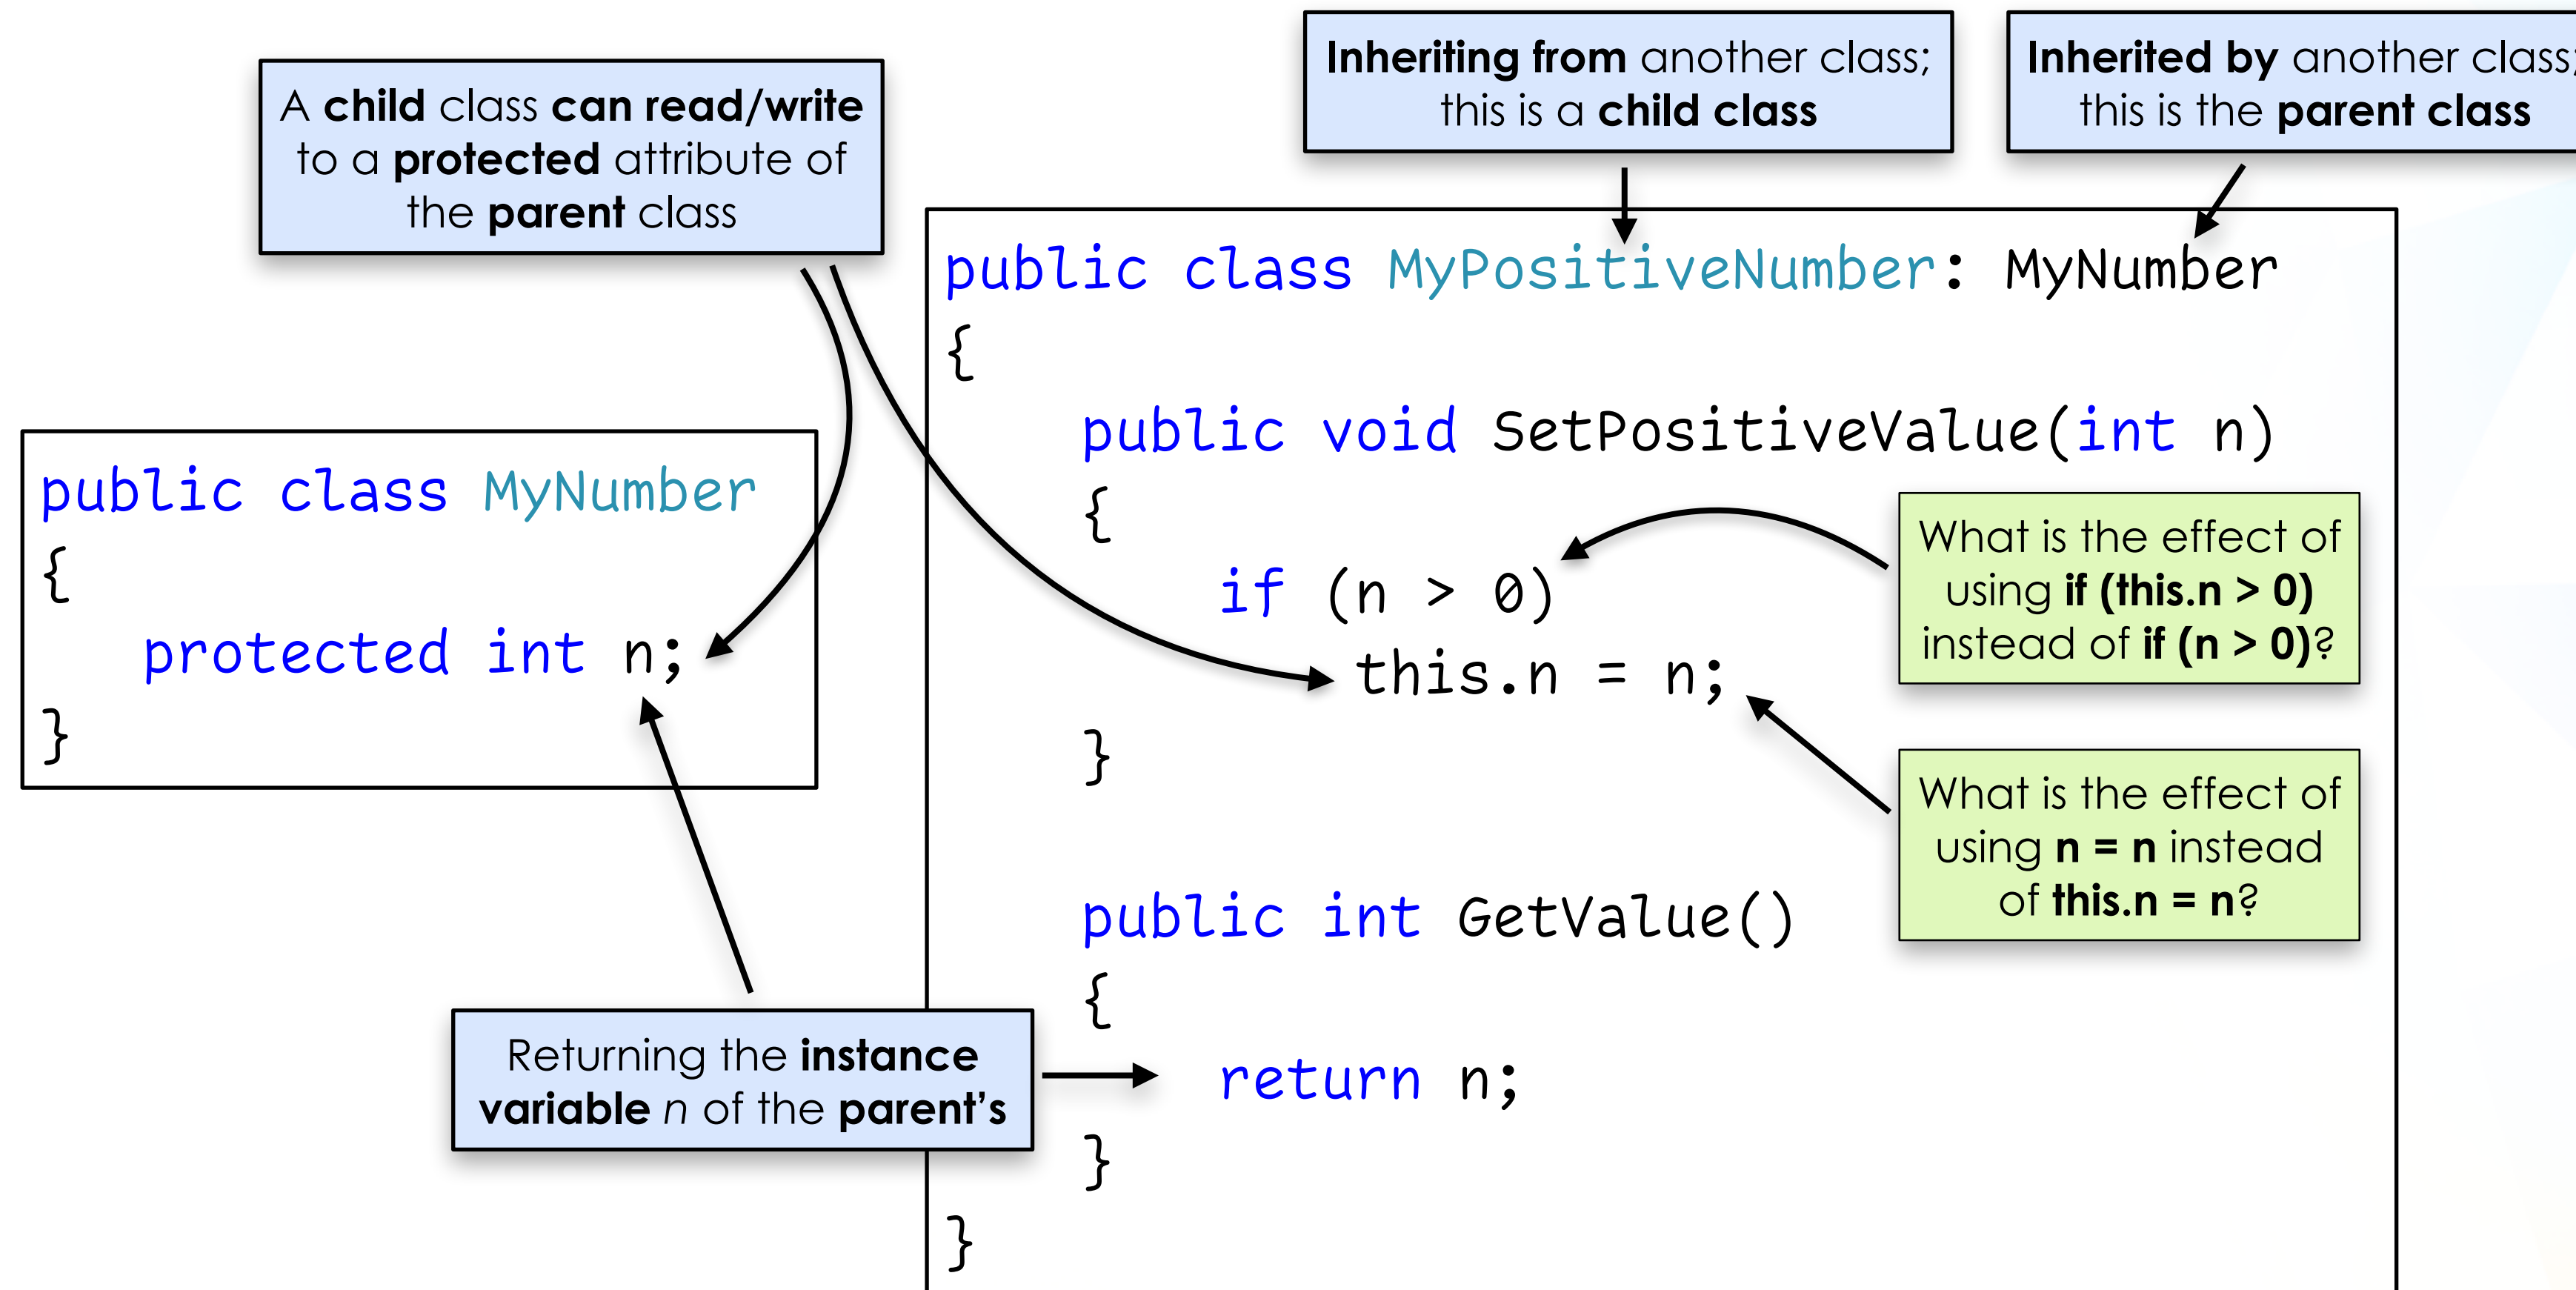 A child class can read/write
to a protected attribute of
the parent class
Inheriting from another class;
this is a child class
Inherited by another class;
this is the parent class
public class MyNumber
{
protected int n;
}
public class MyPositiveNumber: MyNumber
{
public void SetPositiveValue(int n)
{
if (n > 0)
this.n = n;
}
public int GetValue()
{
return n;
}
}
What is the effect of
using if (this.n > 0)
instead of if (n > 0)?
What is the effect of
using n = n instead
of this.n = n?
Returning the instance
variable n of the parent's